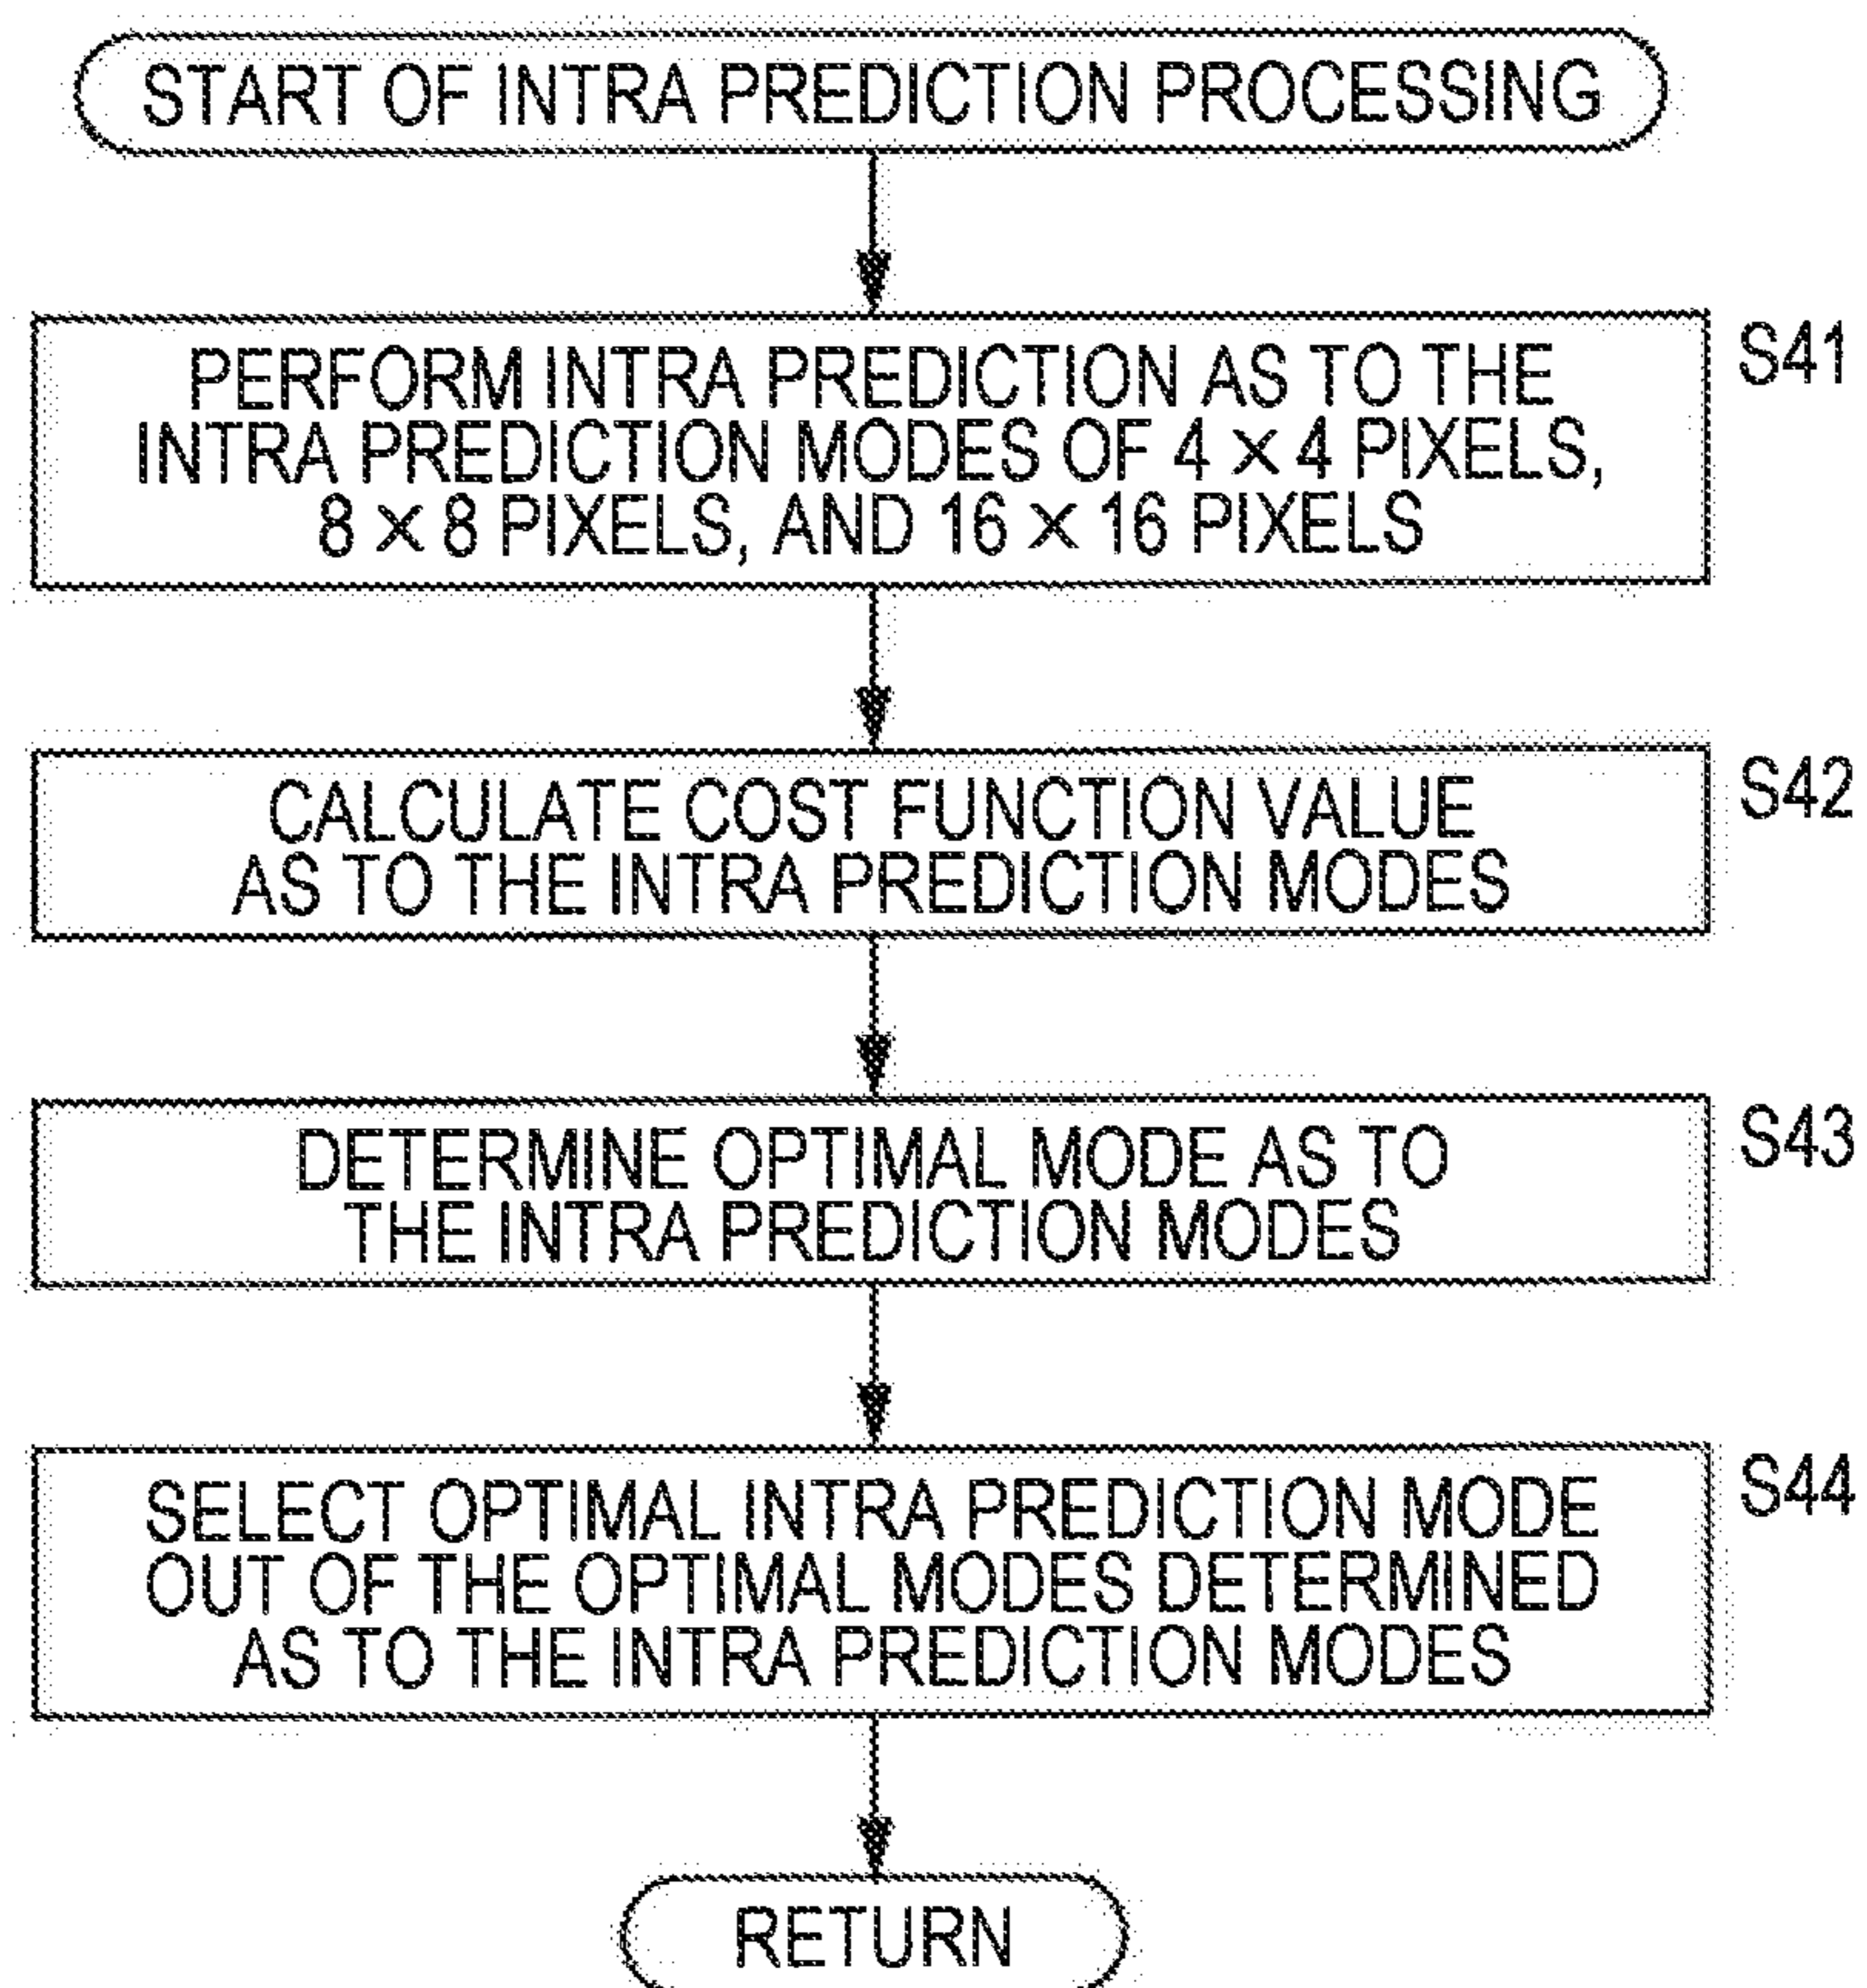 START OF INTRA PREDICTION PROCESSING
PERFORM INTRA PREDICTION AS TO THE
INTRA PREDICTION MODES OF 4 × 4 PIXELS,
8 × 8 PIXELS, AND 16 × 16 PIXELS
S41
CALCULATE COST FUNCTION VALUE
AS TO THE INTRA PREDICTION MODES
S42
DETERMINE OPTIMAL MODE AS TO
THE INTRA PREDICTION MODES
S43
SELECT OPTIMAL INTRA PREDICTION MODE
OUT OF THE OPTIMAL MODES DETERMINED
AS TO THE INTRA PREDICTION MODES
S44
RETURN